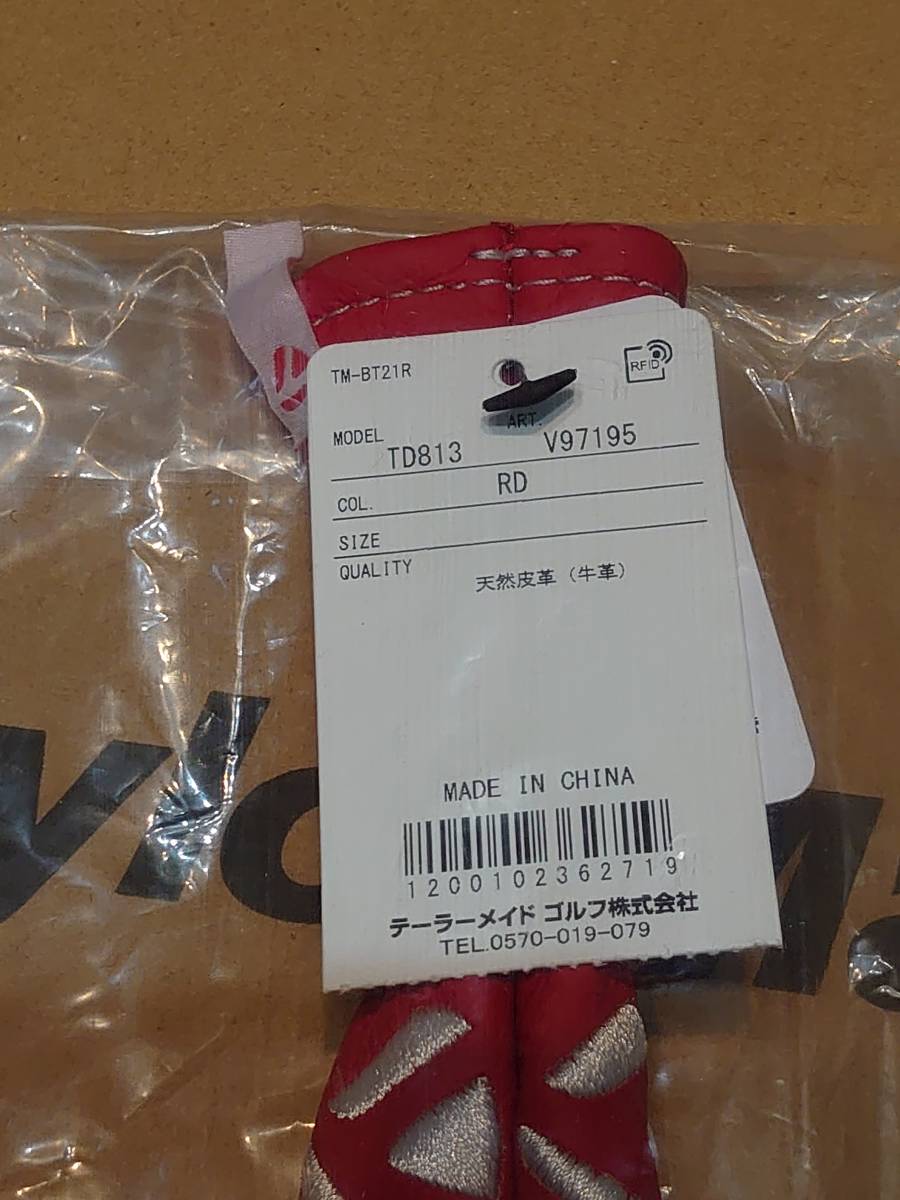 TM-BT21R
RFID
MODEL TD813 ART. V97195
COL. RD
SIZE
QUALITY 天然皮革（牛革）
MADE IN CHINA
1200102362719
テーラーメイド ゴルフ株式会社
TEL.0570-019-079